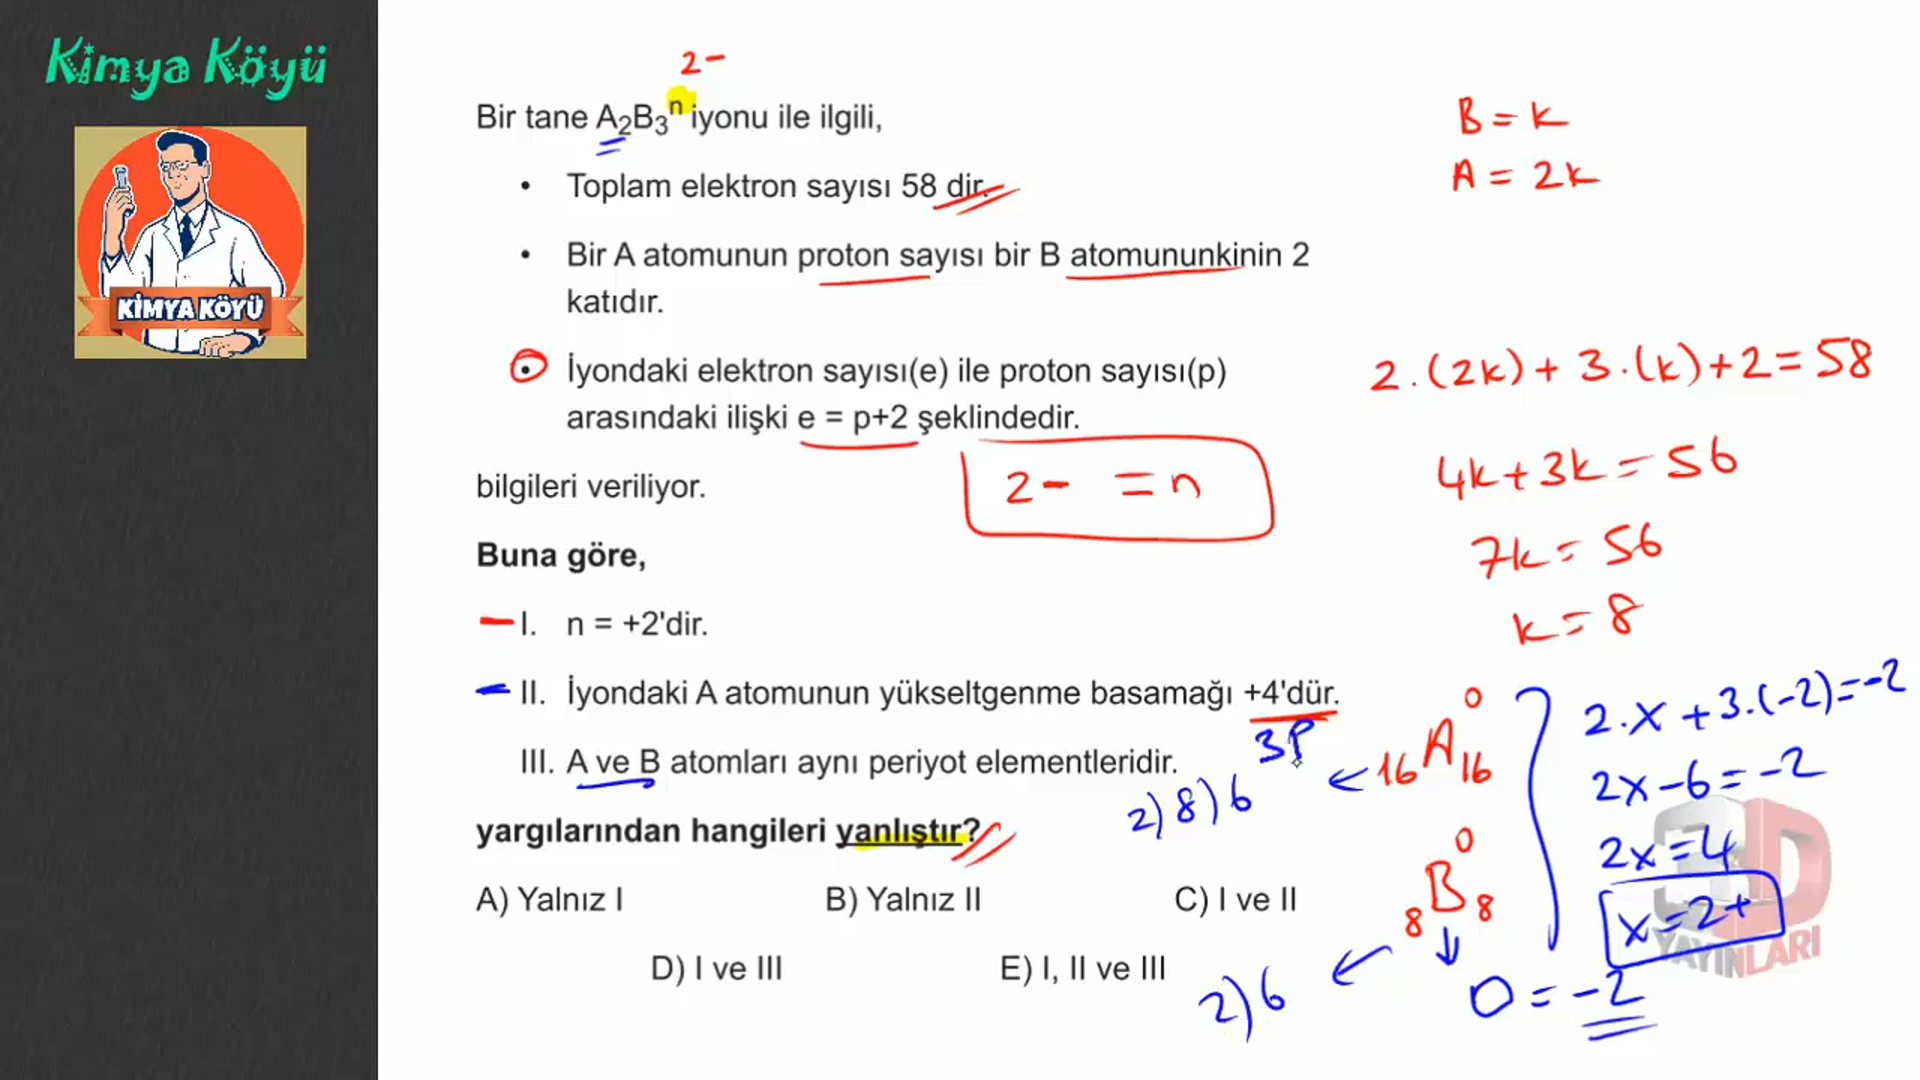 Kimya Köyü
KİMYA KÖYÜ
2-
Bir tane A₂B₃ⁿ iyonu ile ilgili,
• Toplam elektron sayısı 58 dir.
• Bir A atomunun proton sayısı bir B atomununkinin 2
katıdır.
• İyondaki elektron sayısı(e) ile proton sayısı(p)
arasındaki ilişki e = p+2 şeklindedir.
bilgileri veriliyor.
2- = n
Buna göre,
I. n = +2'dir.
II. İyondaki A atomunun yükseltgenme basamağı +4'dür.
III. A ve B atomları aynı periyot elementleridir.
yargılarından hangileri yanlıştır?
A) Yalnız I B) Yalnız II C) I ve II
D) I ve III E) I, II ve III
B = k
A = 2k
2.(2k) + 3.(k) + 2 = 58
4k + 3k = 56
7k = 56
k = 8
3P
2) 8) 6 ← ₁₆A₁₆⁰
₈B₈⁰
2) 6 ←
↓
O = -2
2.x + 3.(-2) = -2
2x - 6 = -2
2x = 4
x = 2+
3D
YAYINLARI